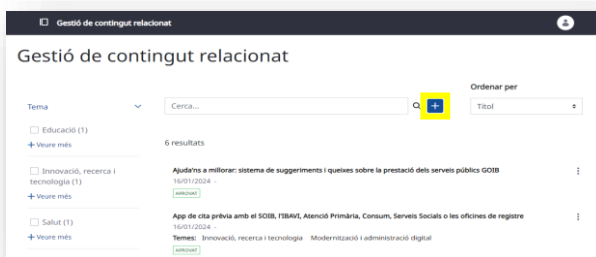 Gestió de contingut relacionat
Gestió de contingut relacionat
Ordenar per
Tema
Cerca...
Títol
Educació (1)
+ Veure més
6 resultats
Innovació, recerca i
tecnologia (1)
+ Veure més
Ajuda'ns a millorar: sistema de suggeriments i queixes sobre la prestació dels serveis públics GOIB
16/01/2024 -
APROVAT
Salut (1)
+ Veure més
App de cita prèvia amb el SOIB, l'IBAVI, Atenció Primària, Consum, Serveis Socials o les oficines de registre
16/01/2024 -
Temes: Innovació, recerca i tecnologia Modernització i administració digital
APROVAT